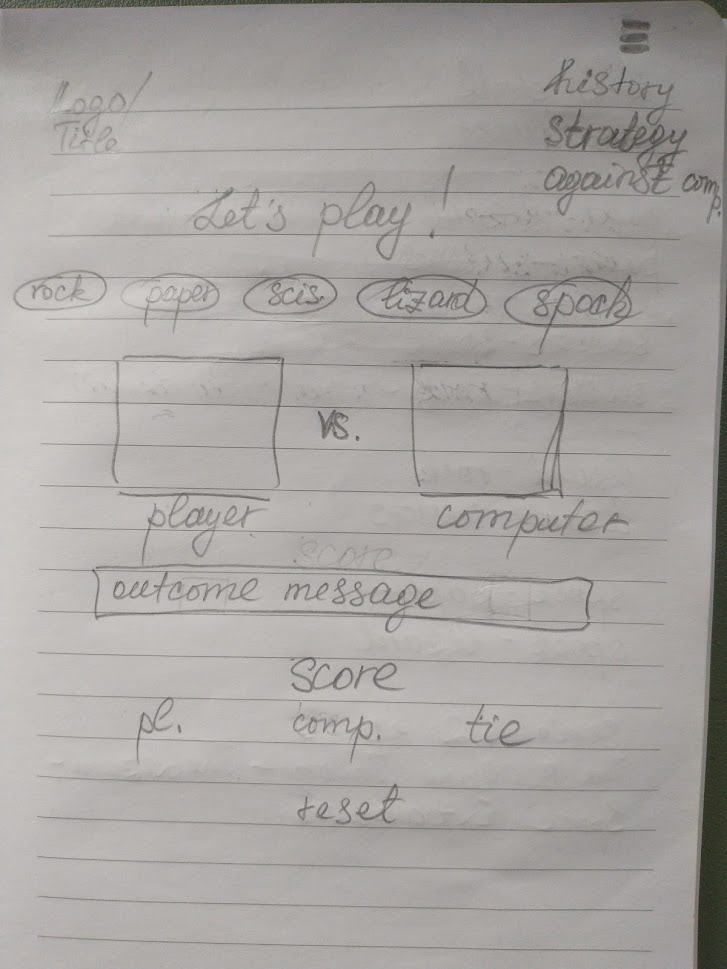 Logo/
Title
history
strategy
against comp.
Let's play!
rock paper scis. lizard spock
vs.
player computer
score
outcome message
score
pl. comp. tie
reset